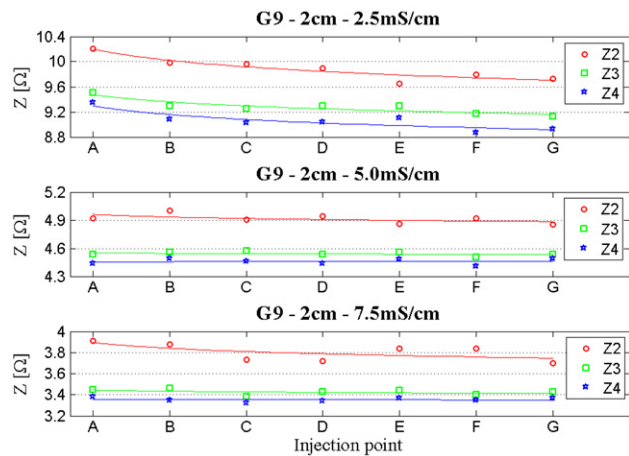 G9 - 2cm - 2.5mS/cm
Z [Ω]
10.4
10
9.6
9.2
8.8
A B C D E F G
Z2
Z3
Z4
G9 - 2cm - 5.0mS/cm
Z [Ω]
5.2
4.9
4.6
4.3
A B C D E F G
Z2
Z3
Z4
G9 - 2cm - 7.5mS/cm
Z [Ω]
4
3.8
3.6
3.4
3.2
A B C D E F G
Z2
Z3
Z4
Injection point